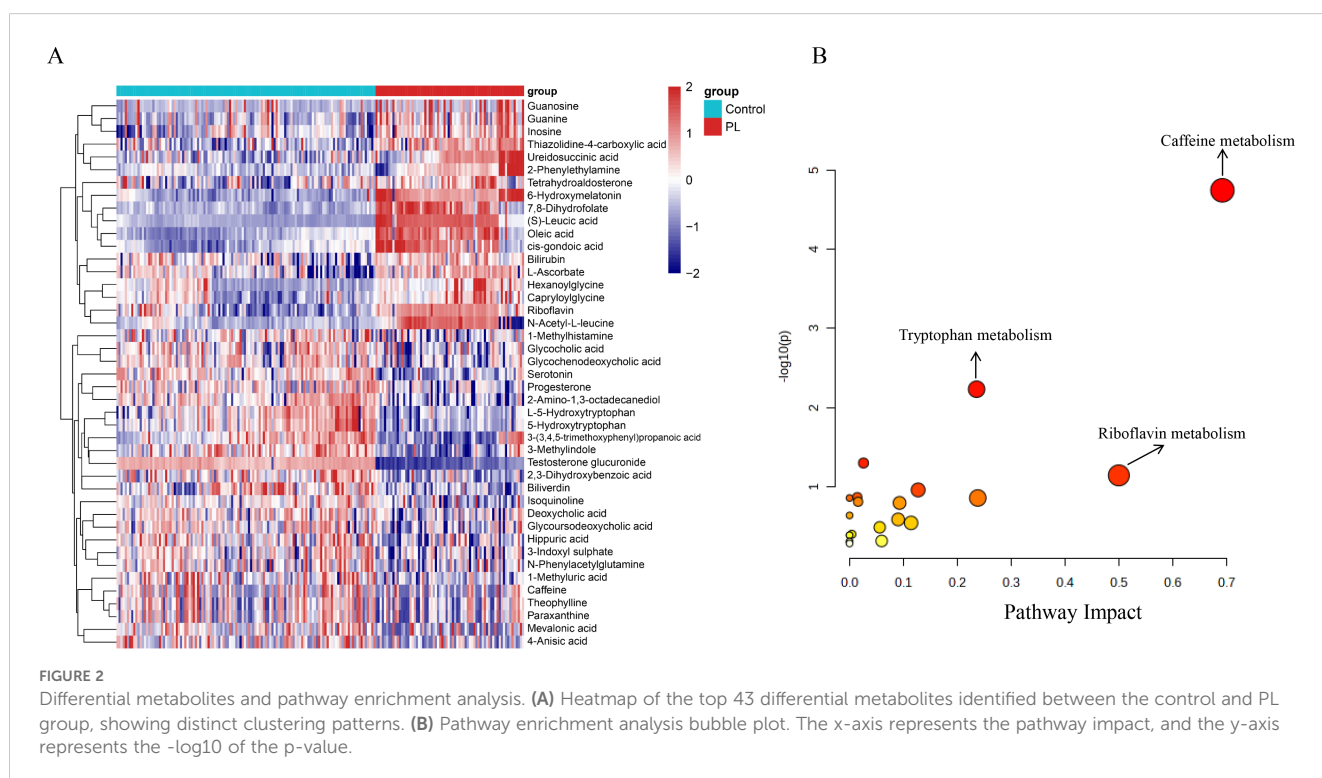 A
group
Guanosine
Guanine
Inosine
Thiazolidine-4-carboxylic acid
Ureidosuccinic acid
2-Phenylethylamine
Tetrahydroaldosterone
6-Hydroxymelatonin
7,8-Dihydrofolate
(S)-Leucic acid
Oleic acid
cis-gondoic acid
Bilirubin
L-Ascorbate
Hexanoylglycine
Capryloylglycine
Riboflavin
N-Acetyl-L-leucine
1-Methylhistamine
Glycocholic acid
Glycochenodeoxycholic acid
Serotonin
Progesterone
2-Amino-1,3-octadecanediol
L-5-Hydroxytryptophan
5-Hydroxytryptophan
3-(3,4,5-trimethoxyphenyl)propanoic acid
3-Methylindole
Testosterone glucuronide
2,3-Dihydroxybenzoic acid
Biliverdin
Isoquinoline
Deoxycholic acid
Glycoursodeoxycholic acid
Hippuric acid
3-Indoxyl sulphate
N-Phenylacetylglutamine
1-Methyluric acid
Caffeine
Theophylline
Paraxanthine
Mevalonic acid
4-Anisic acid
2
1
0
−1
−2
group
Control
PL
B
Caffeine metabolism
Tryptophan metabolism
Riboflavin metabolism
-log10(p)
5
4
3
2
1
0.0 0.1 0.2 0.3 0.4 0.5 0.6 0.7
Pathway Impact
FIGURE 2
Differential metabolites and pathway enrichment analysis. (A) Heatmap of the top 43 differential metabolites identified between the control and PL
group, showing distinct clustering patterns. (B) Pathway enrichment analysis bubble plot. The x-axis represents the pathway impact, and the y-axis
represents the -log10 of the p-value.